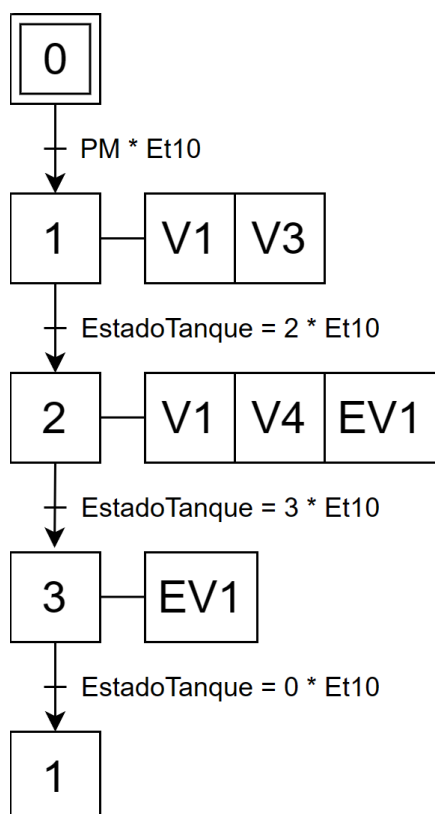 0
PM * Et10
1 V1 V3
EstadoTanque = 2 * Et10
2 V1 V4 EV1
EstadoTanque = 3 * Et10
3 EV1
EstadoTanque = 0 * Et10
1